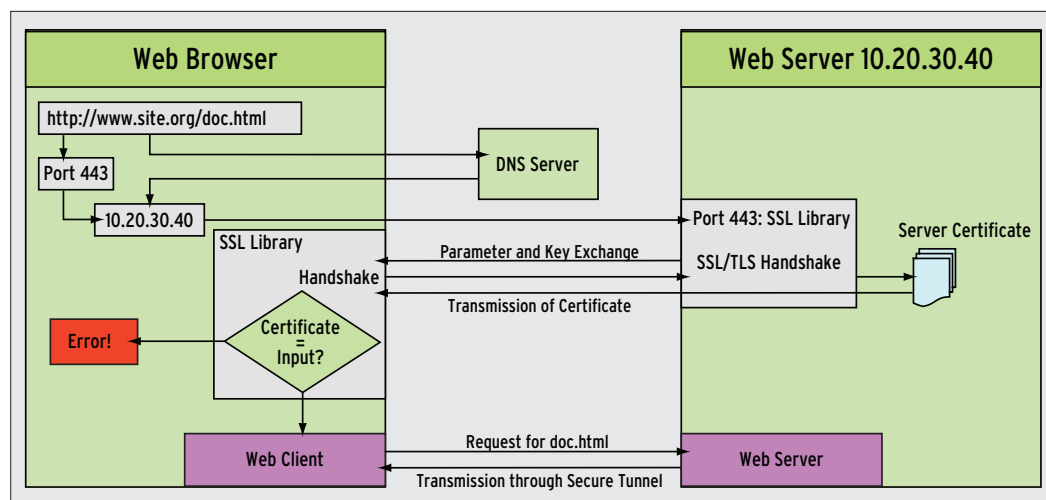 Web Browser
Web Server 10.20.30.40
http://www.site.org/doc.html
DNS Server
Port 443
10.20.30.40
Port 443: SSL Library
Server Certificate
SSL Library
Parameter and Key Exchange
SSL/TLS Handshake
Handshake
Transmission of Certificate
Certificate
=
Input?
Error!
Request for doc.html
Web Client
Web Server
Transmission through Secure Tunnel